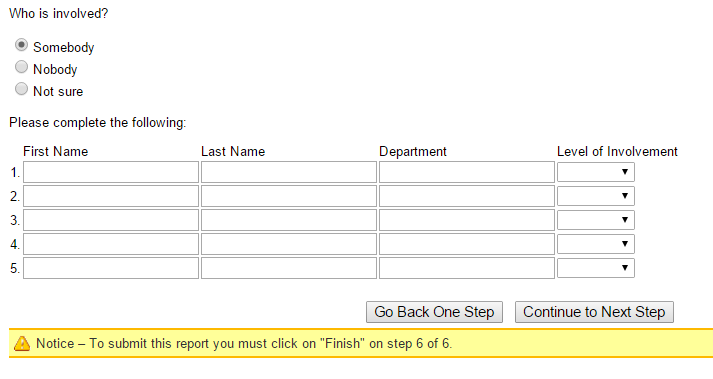 Who is involved?
Somebody
Nobody
Not sure
Please complete the following:
First Name Last Name Department Level of Involvement
1.
2.
3.
4.
5.
Go Back One Step Continue to Next Step
Notice – To submit this report you must click on "Finish" on step 6 of 6.